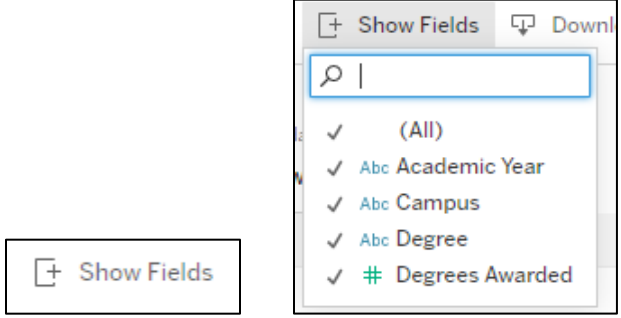 Show Fields
Show Fields Downl
(All)
Abc Academic Year
Abc Campus
Abc Degree
# Degrees Awarded